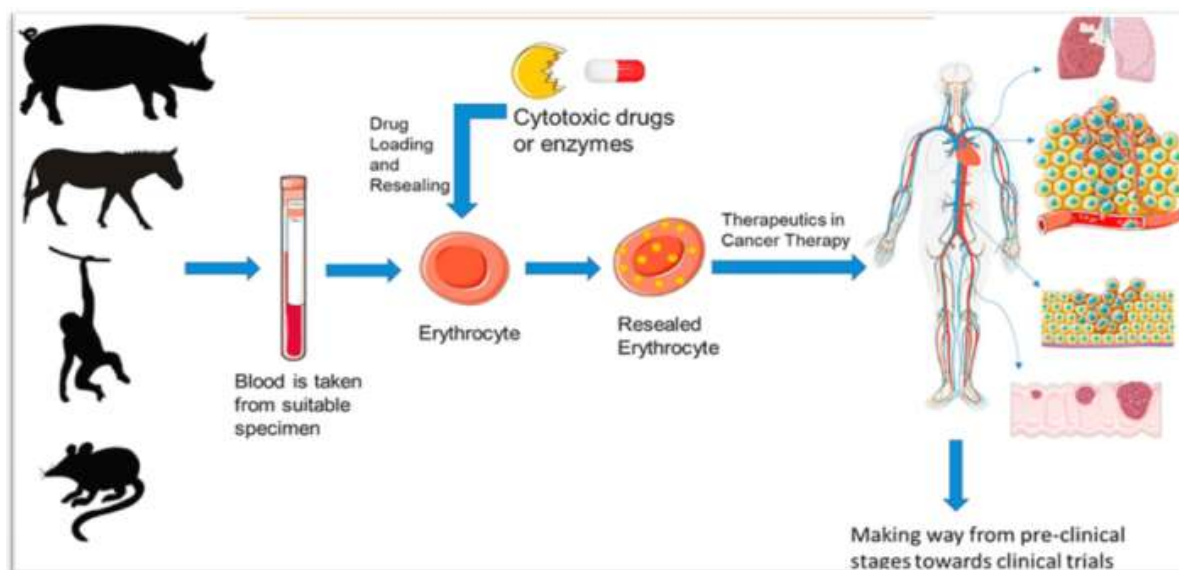 Cytotoxic drugs
or enzymes
Drug
Loading
and
Resealing
Therapeutics in
Cancer Therapy
Erythrocyte
Resealed
Erythrocyte
Blood is taken
from suitable
specimen
Making way from pre-clinical
stages towards clinical trials